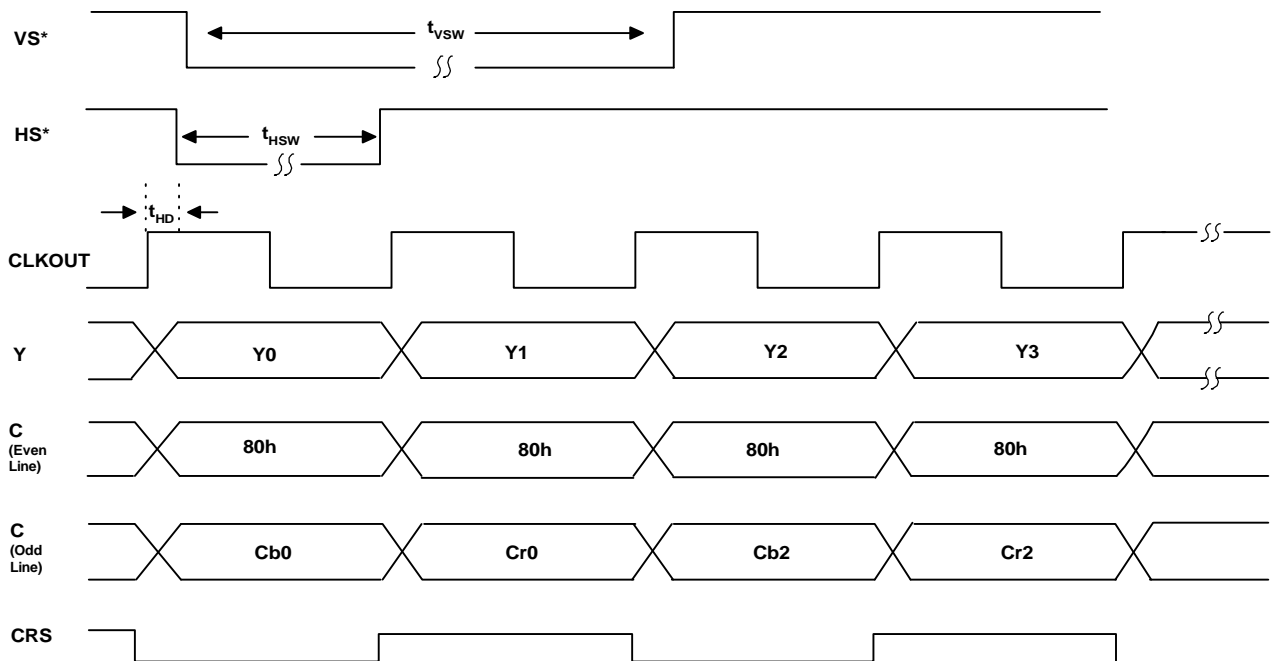 VS*
tVSW
HS*
tHSW
tHD
CLKOUT
Y
Y0
Y1
Y2
Y3
C
(Even
Line)
80h
80h
80h
80h
C
(Odd
Line)
Cb0
Cr0
Cb2
Cr2
CRS